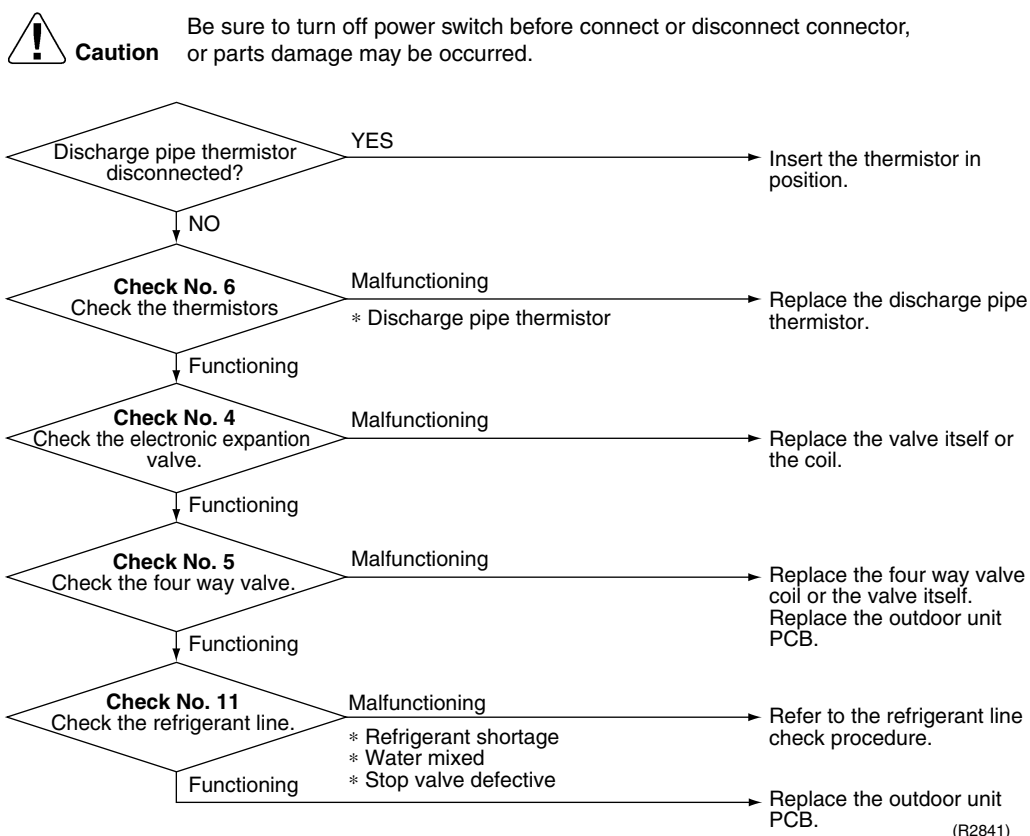 Be sure to turn off power switch before connect or disconnect connector,
Caution or parts damage may be occurred.
Discharge pipe thermistor
disconnected?
YES
Insert the thermistor in
position.
NO
Check No. 6
Check the thermistors
Malfunctioning
* Discharge pipe thermistor
Replace the discharge pipe
thermistor.
Functioning
Check No. 4
Check the electronic expantion
valve.
Malfunctioning
Replace the valve itself or
the coil.
Functioning
Check No. 5
Check the four way valve.
Malfunctioning
Replace the four way valve
coil or the valve itself.
Replace the outdoor unit
PCB.
Functioning
Check No. 11
Check the refrigerant line.
Malfunctioning
* Refrigerant shortage
* Water mixed
* Stop valve defective
Refer to the refrigerant line
check procedure.
Functioning
Replace the outdoor unit
PCB.
(R2841)